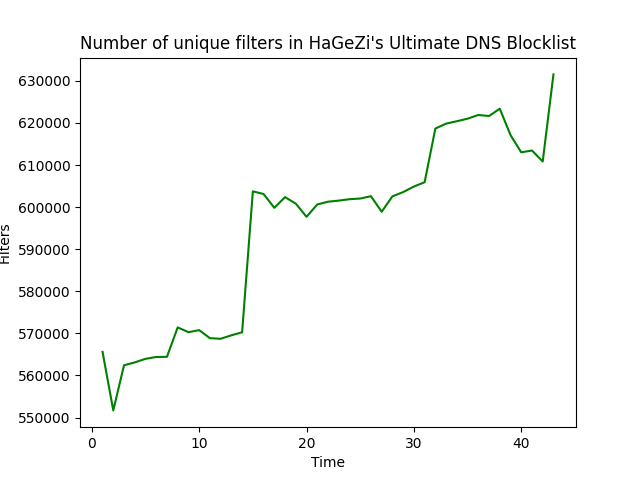 Number of unique filters in HaGeZi's Ultimate DNS Blocklist
630000
620000
610000
600000
590000
580000
570000
560000
550000
Filters
0 10 20 30 40
Time